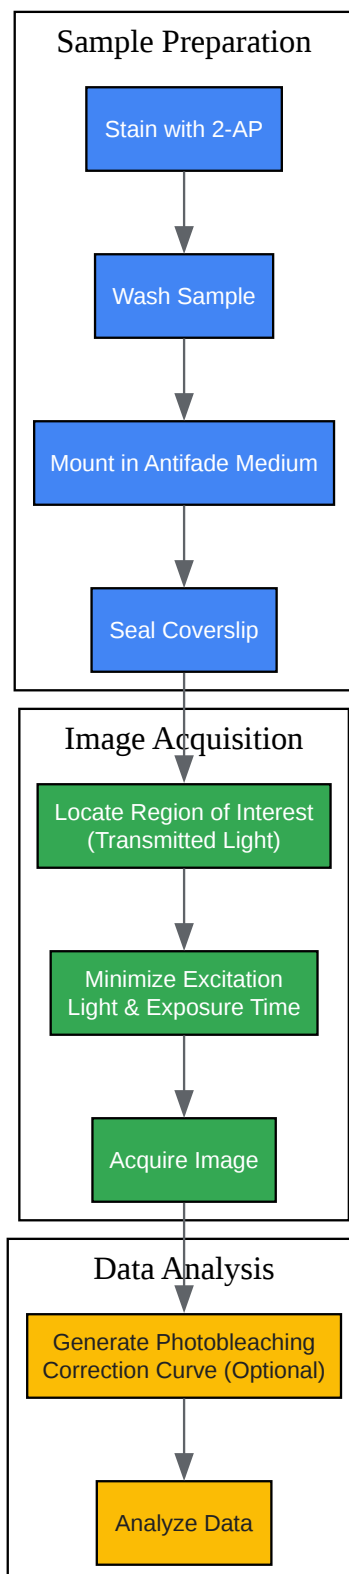 Sample Preparation
Stain with 2-AP
Wash Sample
Mount in Antifade Medium
Seal Coverslip
Image Acquisition
Locate Region of Interest
(Transmitted Light)
Minimize Excitation
Light & Exposure Time
Acquire Image
Data Analysis
Generate Photobleaching
Correction Curve (Optional)
Analyze Data